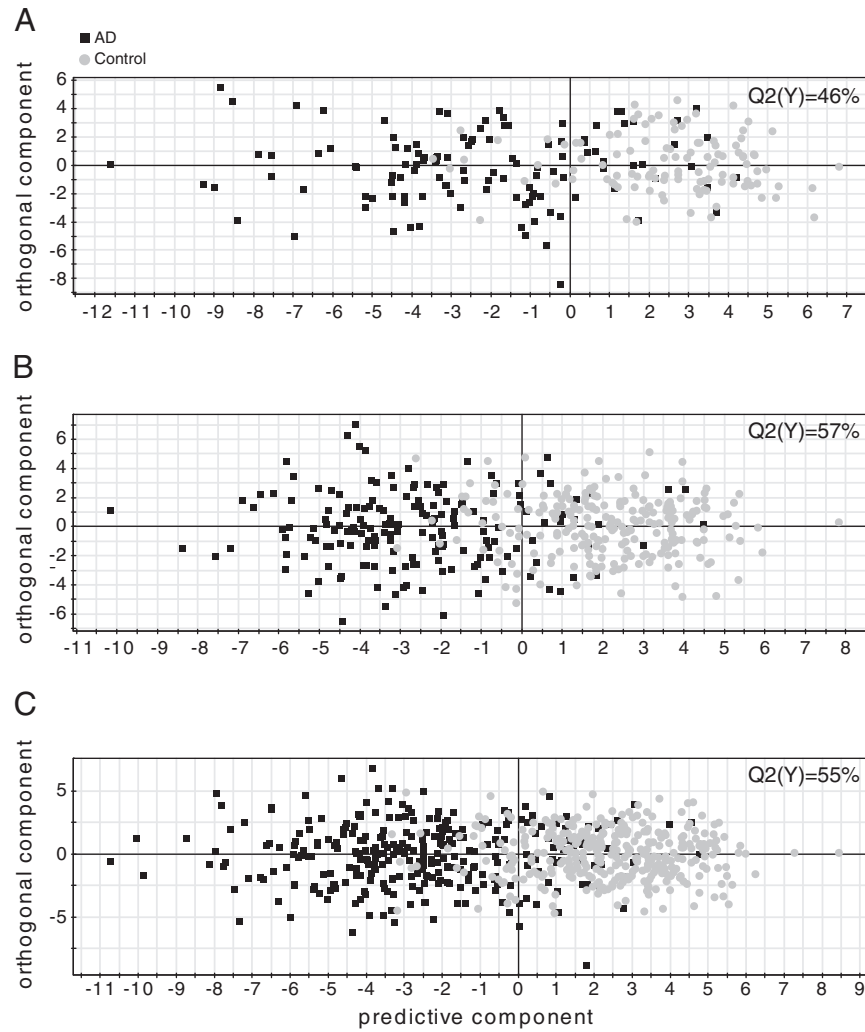 A
AD
Control
Q2(Y)=46%
orthogonal component
6
4
2
0
-2
-4
-6
-8
-12 -11 -10 -9 -8 -7 -6 -5 -4 -3 -2 -1 0 1 2 3 4 5 6 7
B
Q2(Y)=57%
orthogonal component
6
4
2
0
-2
-4
-6
-11 -10 -9 -8 -7 -6 -5 -4 -3 -2 -1 0 1 2 3 4 5 6 7 8
C
Q2(Y)=55%
orthogonal component
5
0
-5
-11 -10 -9 -8 -7 -6 -5 -4 -3 -2 -1 0 1 2 3 4 5 6 7 8 9
predictive component